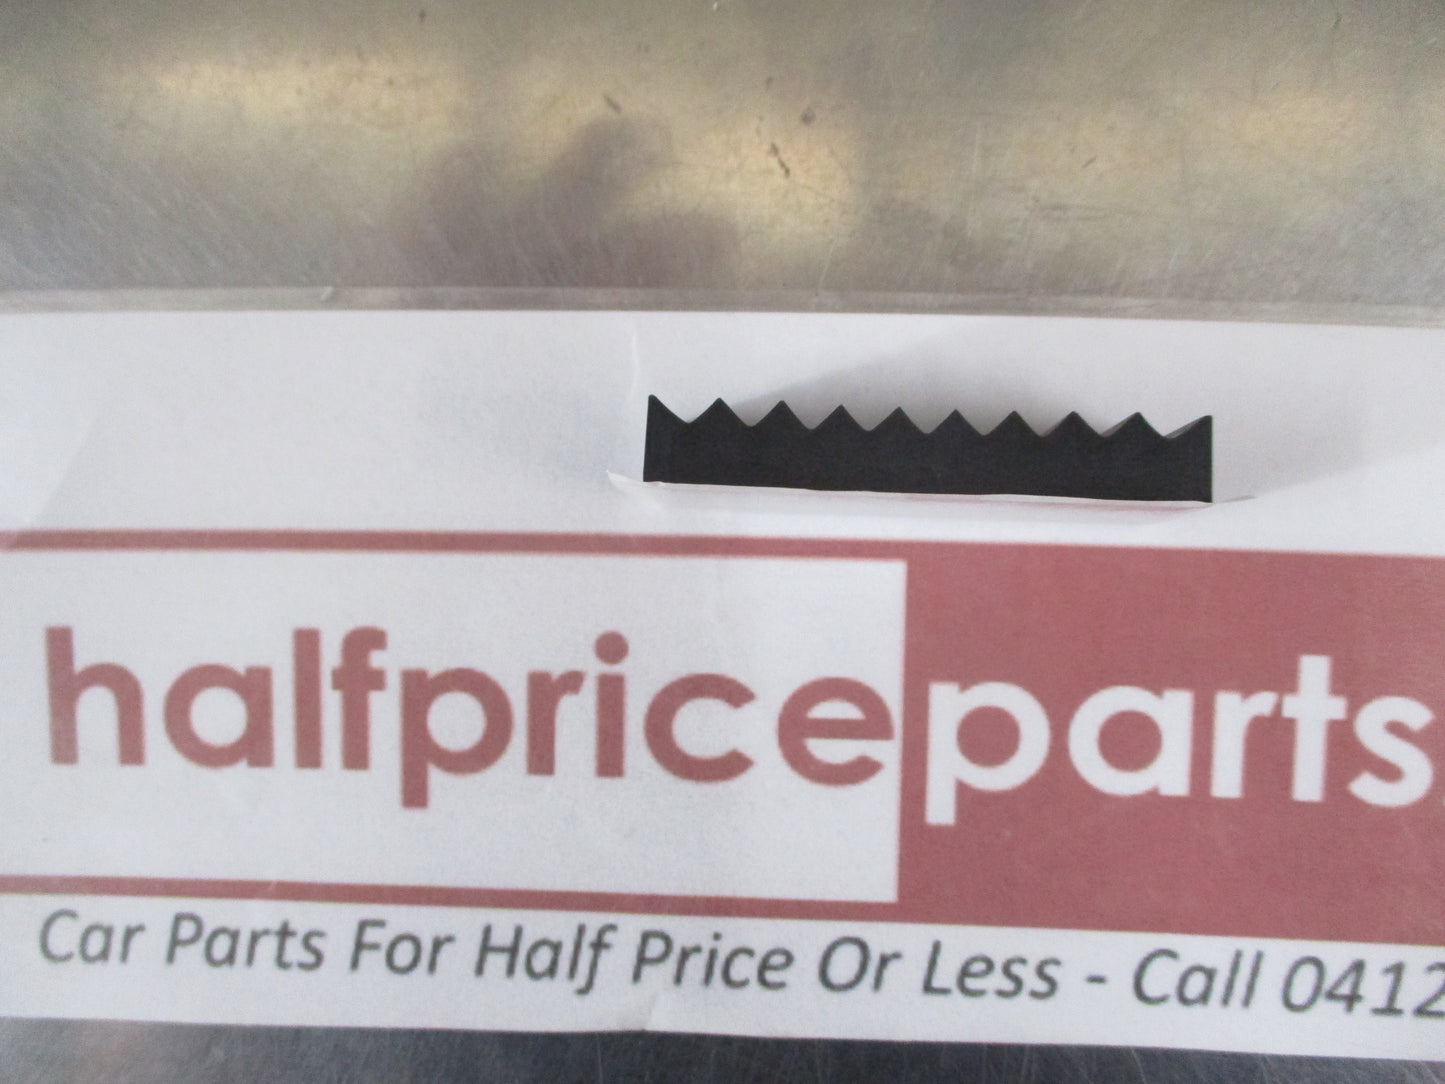 halfpriceparts
Car Parts For Half Price Or Less - Call 0412